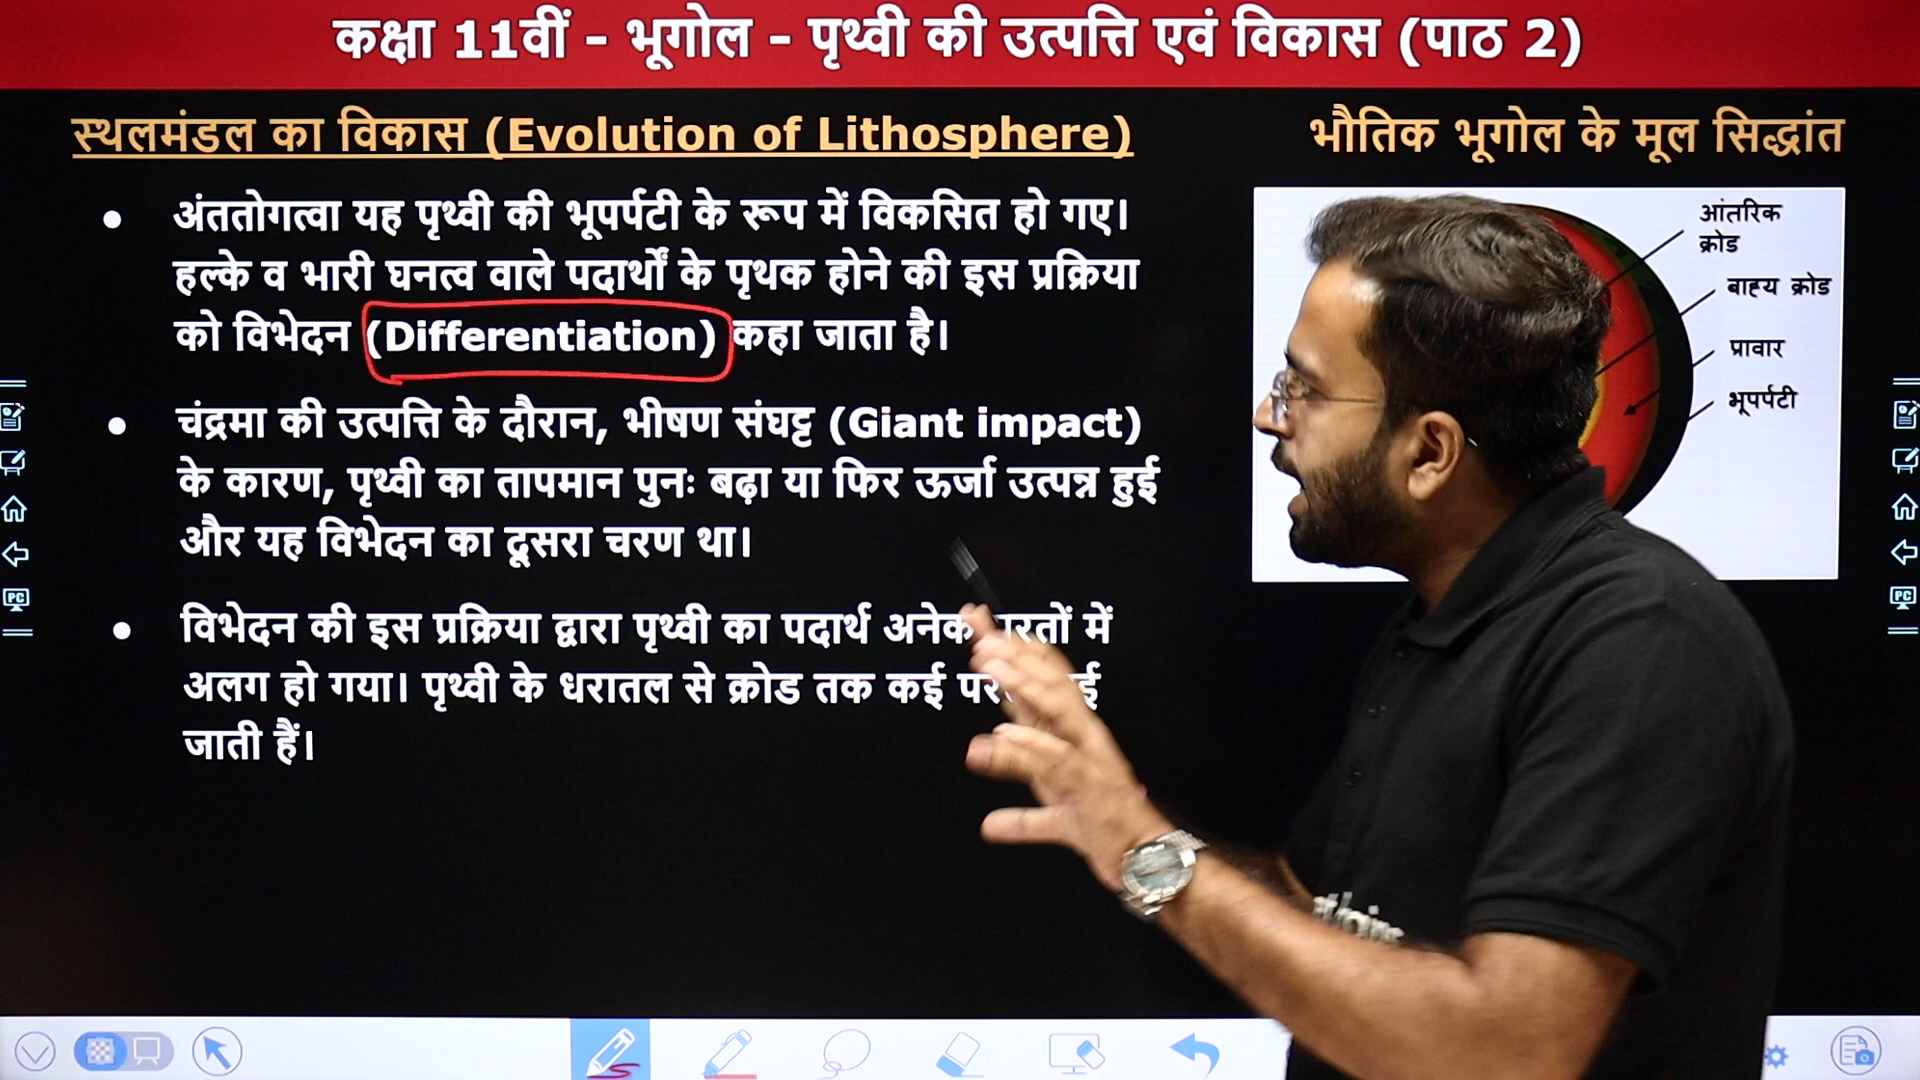 कक्षा 11वीं - भूगोल - पृथ्वी की उत्पत्ति एवं विकास (पाठ 2)
स्थलमंडल का विकास (Evolution of Lithosphere)
भौतिक भूगोल के मूल सिद्धांत
• अंततोगत्वा यह पृथ्वी की भूपर्पटी के रूप में विकसित हो गए।
हल्के व भारी घनत्व वाले पदार्थों के पृथक होने की इस प्रक्रिया
को विभेदन (Differentiation) कहा जाता है।
• चंद्रमा की उत्पत्ति के दौरान, भीषण संघट्ट (Giant impact)
के कारण, पृथ्वी का तापमान पुनः बढ़ा या फिर ऊर्जा उत्पन्न हुई
और यह विभेदन का दूसरा चरण था।
• विभेदन की इस प्रक्रिया द्वारा पृथ्वी का पदार्थ अनेक में
अलग हो गया। पृथ्वी के धरातल से क्रोड तक कई
जाती हैं।
आंतरिक
क्रोड
बाह्य क्रोड
प्रावार
भूपर्पटी
PC
PC